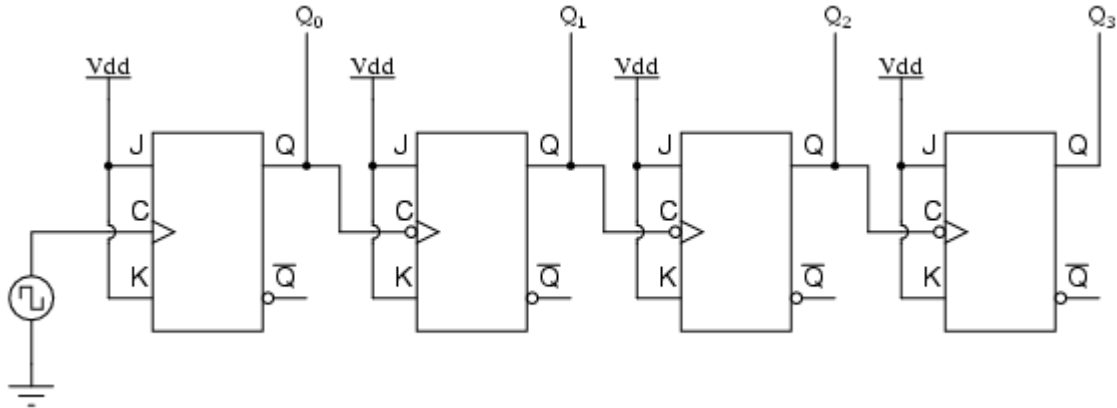 Q0 Q1 Q2 Q3
Vdd Vdd Vdd Vdd
J Q J Q J Q J Q
C C C C
K Q̅ K Q̅ K Q̅ K Q̅